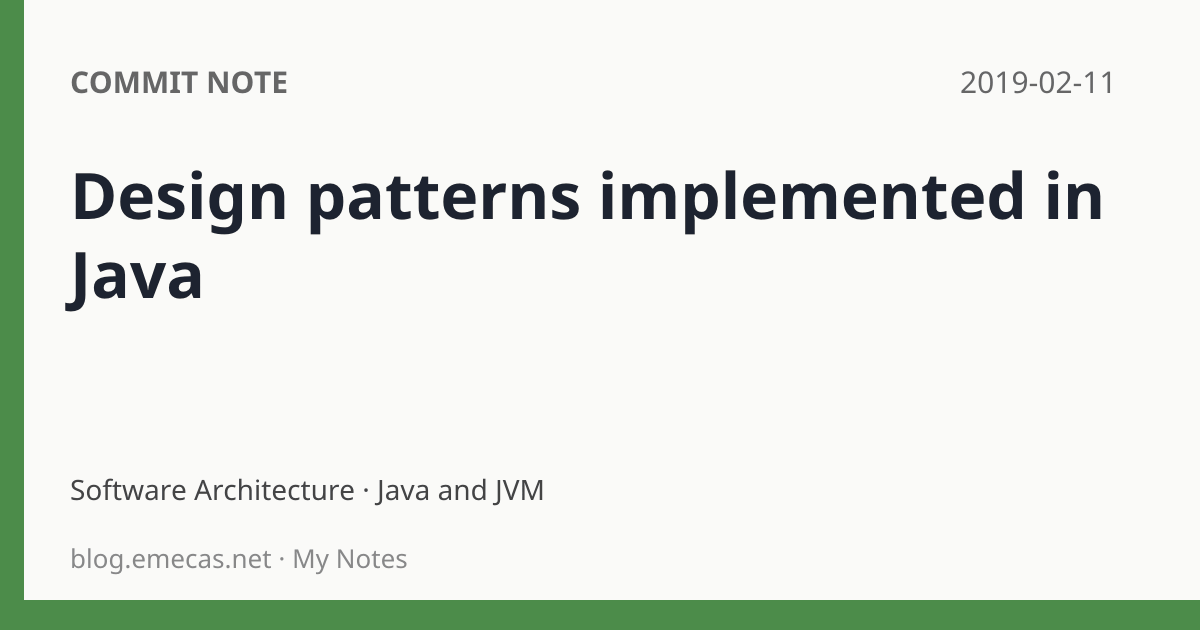 COMMIT NOTE
2019-02-11
Design patterns implemented in
Java
Software Architecture · Java and JVM
blog.emecas.net · My Notes